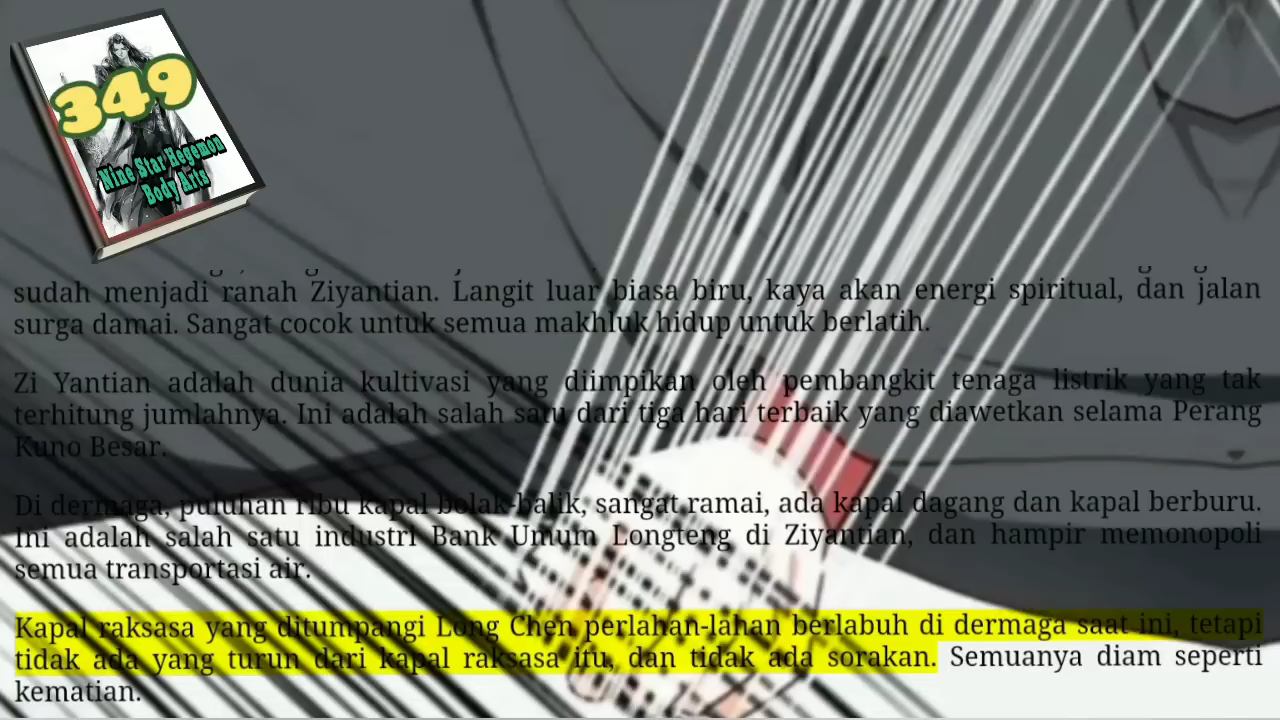 349
Nine Star Hegemon
Body Arts
sudah menjadi ranah Ziyantian. Langit luar biasa biru, kaya akan energi spiritual, dan jalan
surga damai. Sangat cocok untuk semua makhluk hidup untuk berlatih.
Zi Yantian adalah dunia kultivasi yang diimpikan oleh pembangkit tenaga listrik yang tak
terhitung jumlahnya. Ini adalah salah satu dari tiga hari terbaik yang diawetkan selama Perang
Kuno Besar.
Di dermaga, puluhan ribu kapal bolak-balik, sangat ramai, ada kapal dagang dan kapal berburu.
Ini adalah salah satu industri Bank Umum Longteng di Ziyantian, dan hampir memonopoli
semua transportasi air.
Kapal raksasa yang ditumpangi Long Chen perlahan-lahan berlabuh di dermaga saat ini, tetapi
tidak ada yang turun dari kapal raksasa itu, dan tidak ada sorakan. Semuanya diam seperti
kematian.